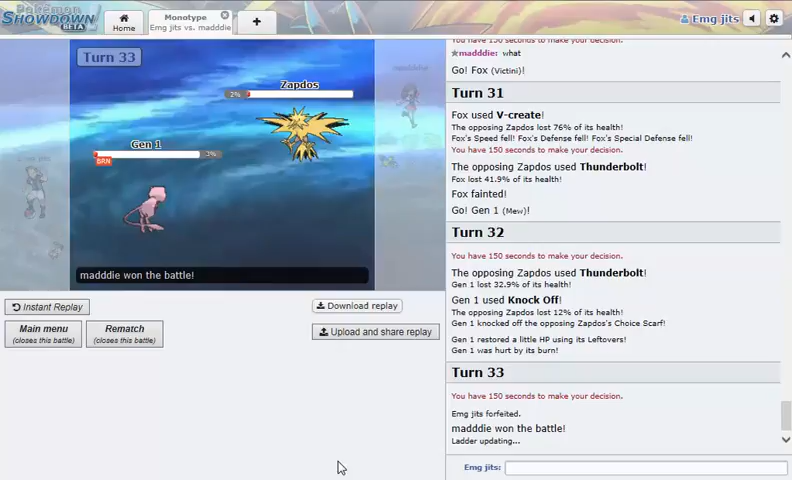 Pokémon
SHOWDOWN
BETA
Home
Monotype
Emg jits vs. madddie
Emg jits
Turn 33
Zapdos
2%
Gen 1
BRN
3%
madddie won the battle!
Instant Replay
Download replay
Main menu
(closes this battle)
Rematch
(closes this battle)
Upload and share replay
You have 150 seconds to make your decision.
★madddie: what
Go! Fox (Victini)!
Turn 31
Fox used V-create!
The opposing Zapdos lost 76% of its health!
Fox's Speed fell! Fox's Defense fell! Fox's Special Defense fell!
You have 150 seconds to make your decision.
The opposing Zapdos used Thunderbolt!
Fox lost 41.9% of its health!
Fox fainted!
Go! Gen 1 (Mew)!
Turn 32
You have 150 seconds to make your decision.
The opposing Zapdos used Thunderbolt!
Gen 1 lost 32.9% of its health!
Gen 1 used Knock Off!
The opposing Zapdos lost 12% of its health!
Gen 1 knocked off the opposing Zapdos's Choice Scarf!
Gen 1 restored a little HP using its Leftovers!
Gen 1 was hurt by its burn!
Turn 33
You have 150 seconds to make your decision.
Emg jits forfeited.
madddie won the battle!
Ladder updating...
Emg jits: